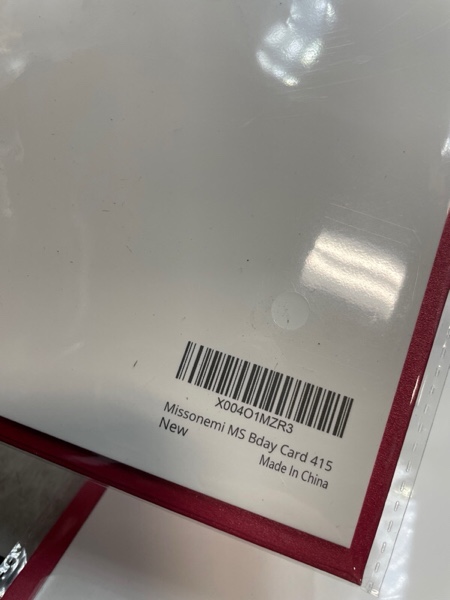 X004O1MZR3
Missonemi MS Bday Card 415
New
Made In China